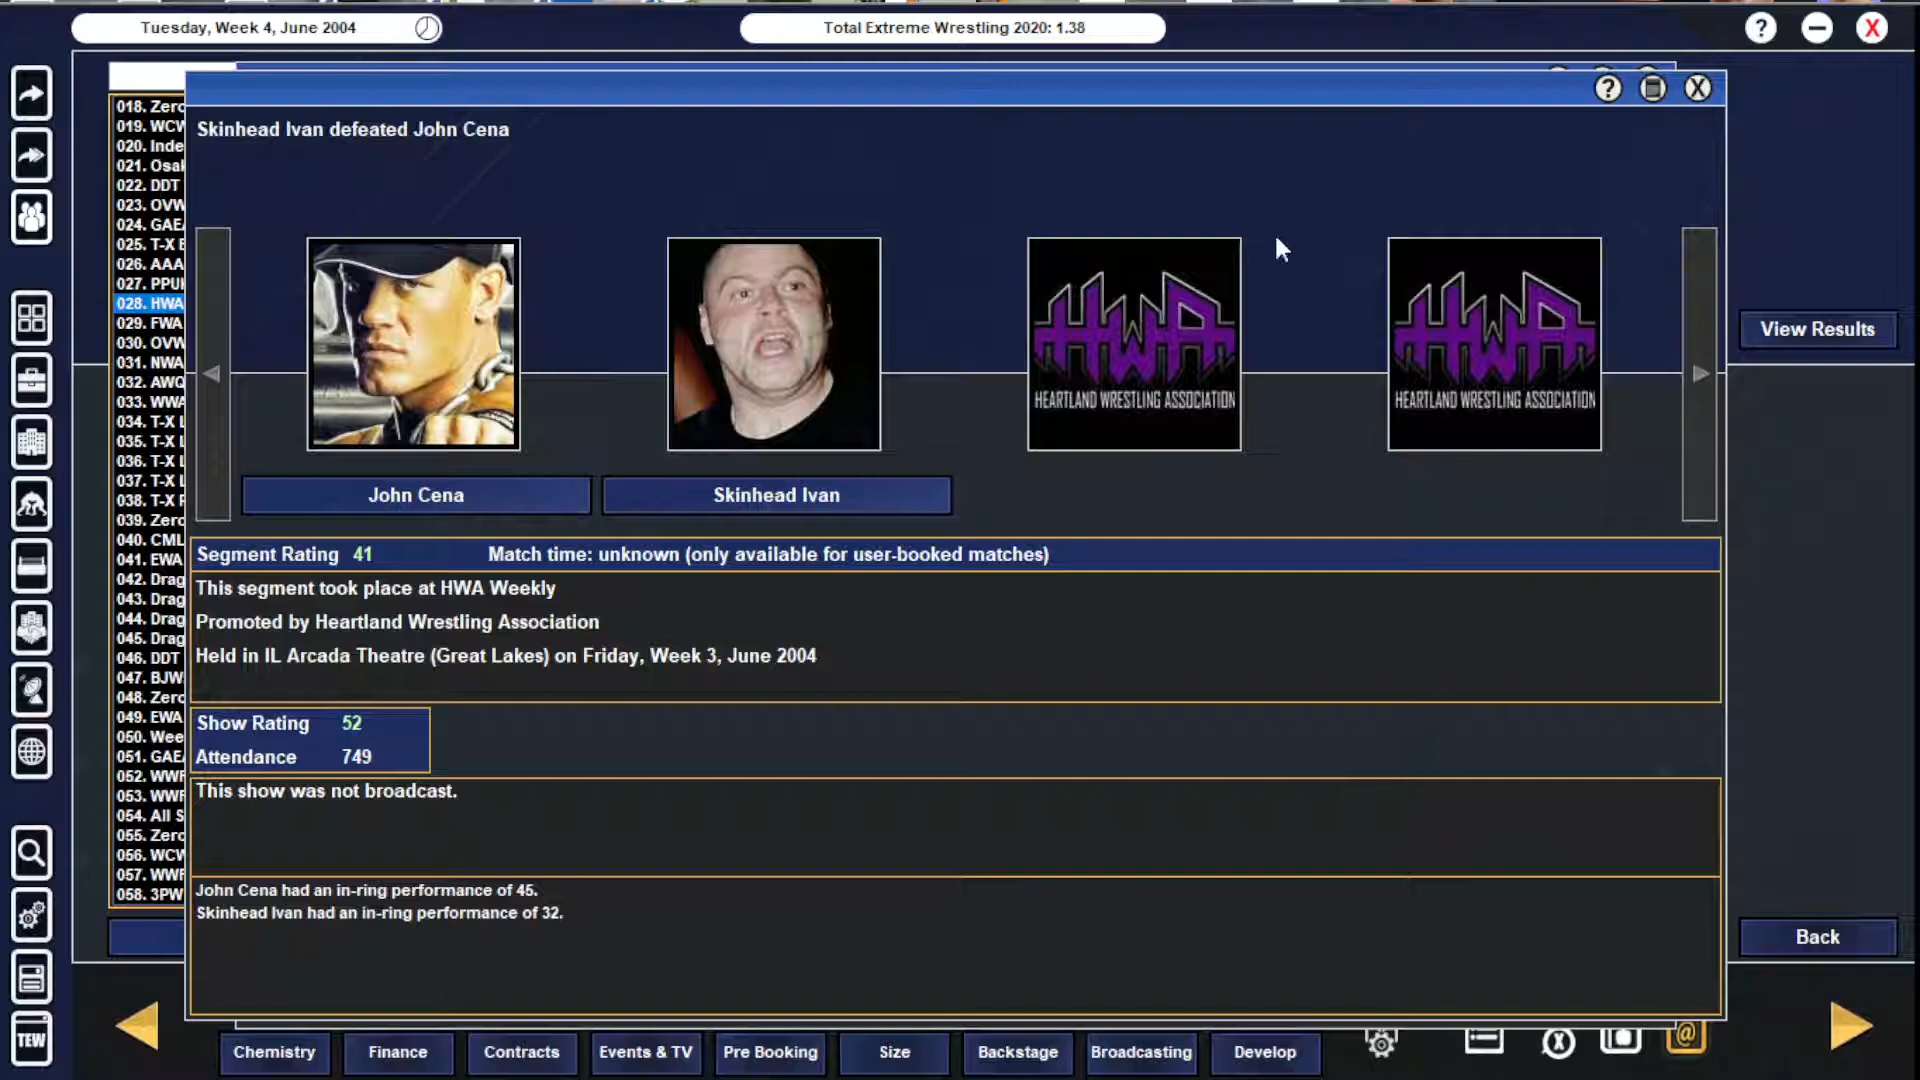 Tuesday, Week 4, June 2004
Total Extreme Wrestling 2020: 1.38
?
X
? X
018. Zero
019. WCW
020. Inde
021. Osak
022. DDT
023. OVW
024. GAEA
025. T-X
026. AAA
027. PPU
028. HWA
029. FWA
030. OVW
031. NWA
032. AWQ
033. WWA
034. T-X L
035. T-X L
036. T-X L
037. T-X L
038. T-X
039. Zero
040. CML
041. EWA
042. Drag
043. Drag
044. Drag
045. Drag
046. DDT
047. BJW
048. Zero
049. EWA
050. Wee
051. GAEA
052. WWF
053. WWF
054. All S
055. Zero
056. WCW
057. WWF
058. 3PW
Skinhead Ivan defeated John Cena
HWA
HEARTLAND WRESTLING ASSOCIATION
HWA
HEARTLAND WRESTLING ASSOCIATION
John Cena
Skinhead Ivan
Segment Rating 41 Match time: unknown (only available for user-booked matches)
This segment took place at HWA Weekly
Promoted by Heartland Wrestling Association
Held in IL Arcada Theatre (Great Lakes) on Friday, Week 3, June 2004
Show Rating 52
Attendance 749
This show was not broadcast.
John Cena had an in-ring performance of 45.
Skinhead Ivan had an in-ring performance of 32.
View Results
Back
TEW
Chemistry
Finance
Contracts
Events & TV
Pre Booking
Size
Backstage
Broadcasting
Develop
X
@